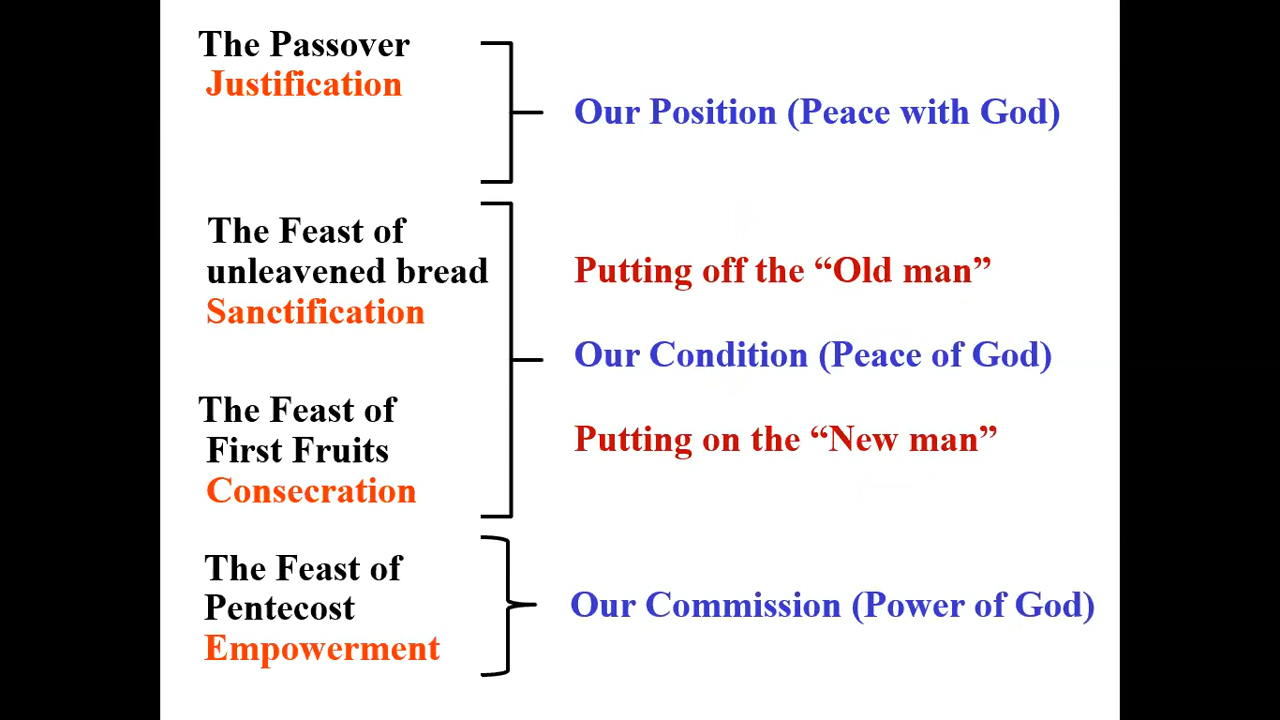 The Passover
Justification
Our Position (Peace with God)
The Feast of
unleavened bread
Sanctification
Putting off the “Old man”
Our Condition (Peace of God)
The Feast of
First Fruits
Consecration
Putting on the “New man”
The Feast of
Pentecost
Empowerment
Our Commission (Power of God)